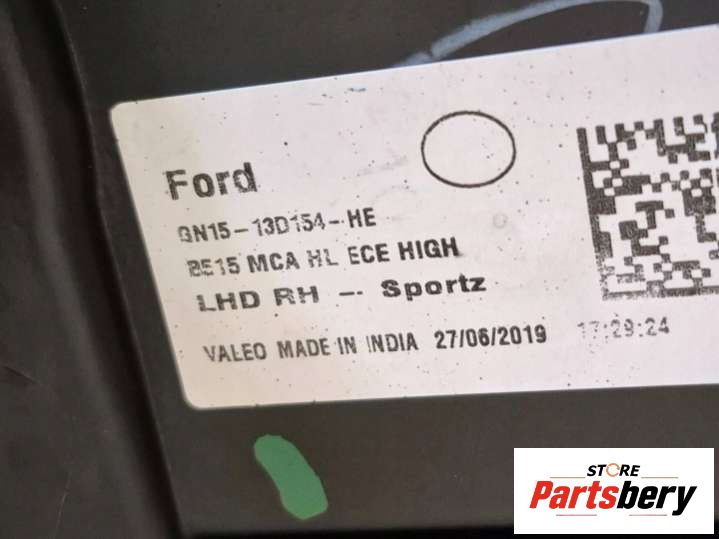 Ford
GN15-13D154-HE
BE15 MCA HL ECE HIGH
LHD RH -- Sportz
VALEO MADE IN INDIA 27/06/2019 17:29:24
STORE
Partsbery